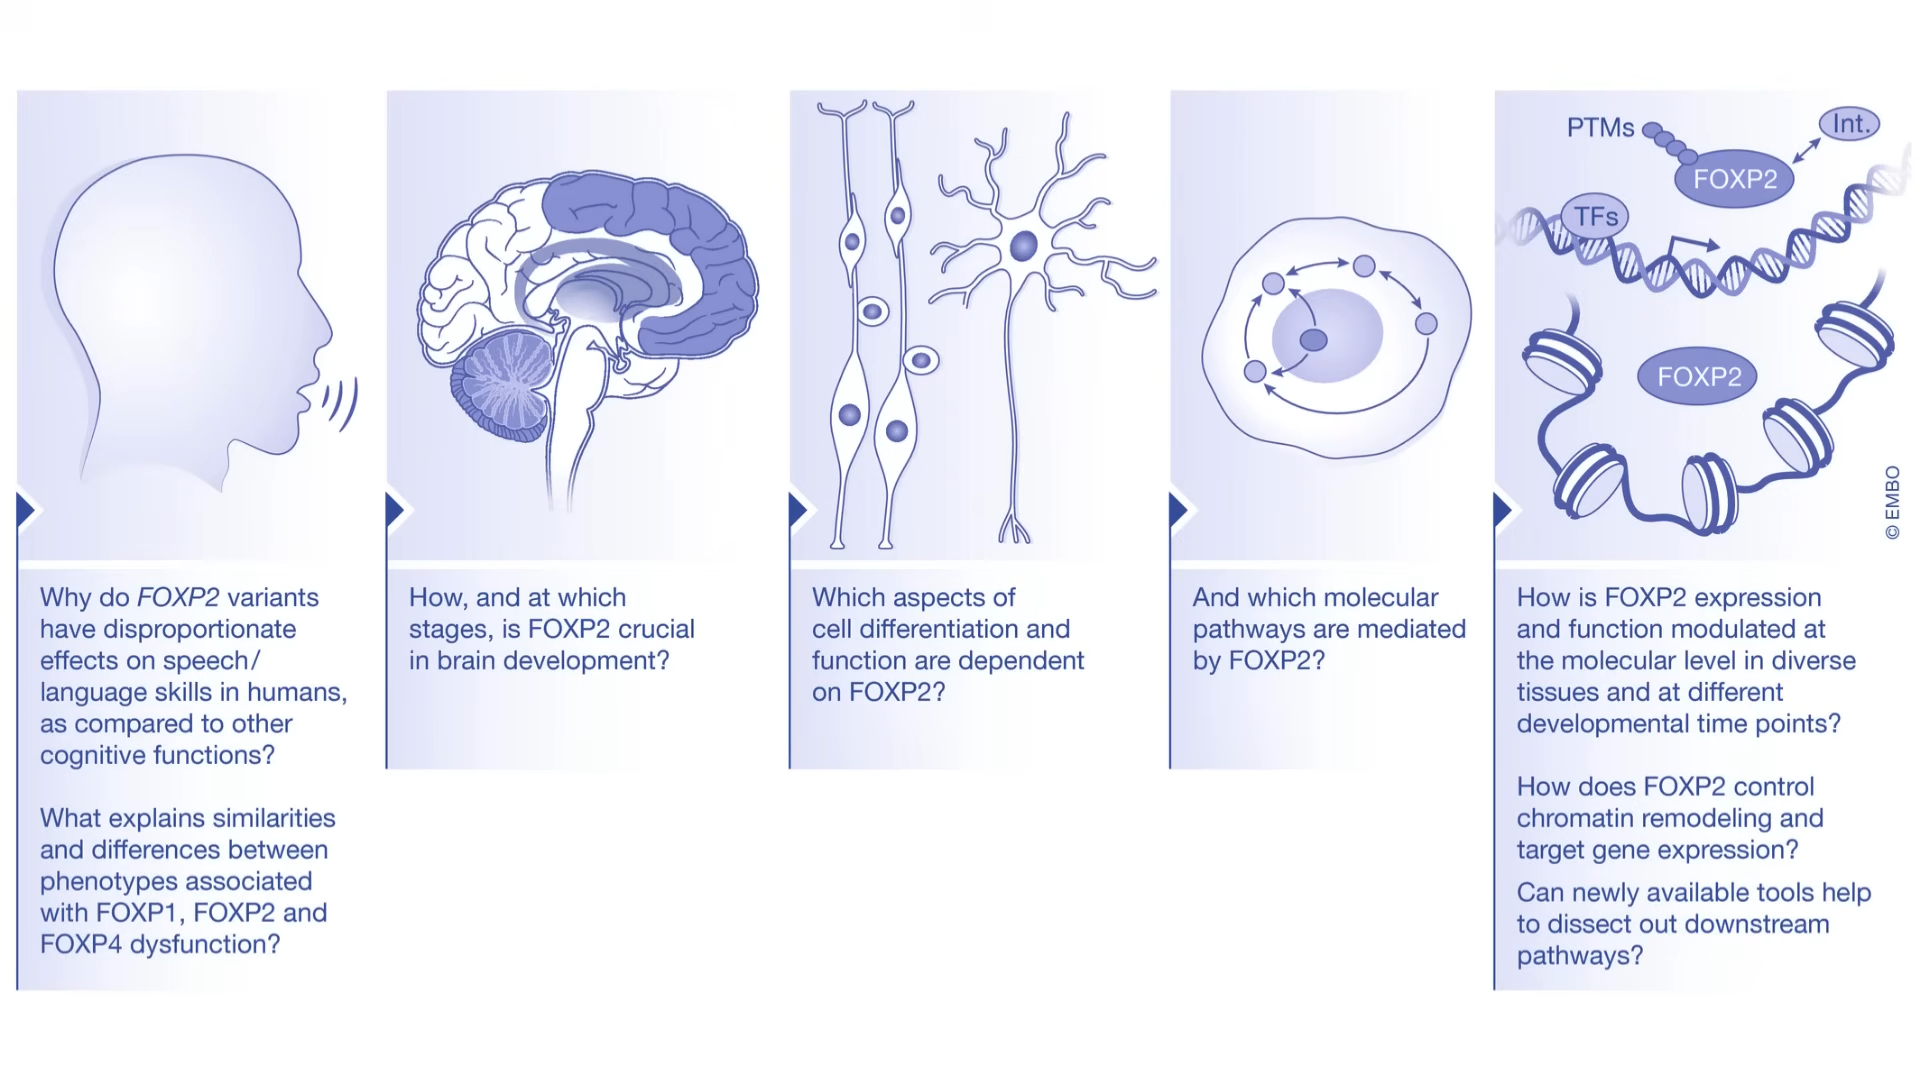 PTMs
Int.
FOXP2
TFs
FOXP2
© EMBO
Why do FOXP2 variants
have disproportionate
effects on speech/
language skills in humans,
as compared to other
cognitive functions?
What explains similarities
and differences between
phenotypes associated
with FOXP1, FOXP2 and
FOXP4 dysfunction?
How, and at which
stages, is FOXP2 crucial
in brain development?
Which aspects of
cell differentiation and
function are dependent
on FOXP2?
And which molecular
pathways are mediated
by FOXP2?
How is FOXP2 expression
and function modulated at
the molecular level in diverse
tissues and at different
developmental time points?
How does FOXP2 control
chromatin remodeling and
target gene expression?
Can newly available tools help
to dissect out downstream
pathways?